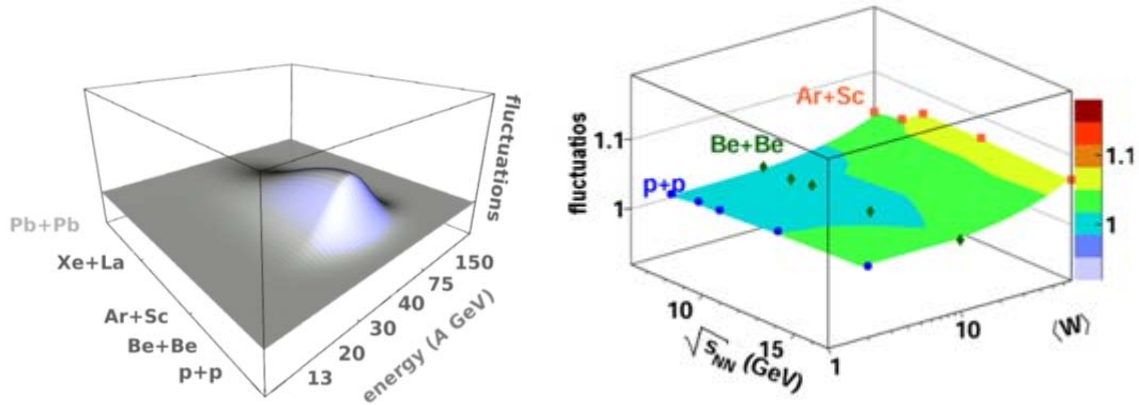 fluctuations
Pb+Pb
Xe+La
Ar+Sc
Be+Be
p+p
13
20
30
40
75
150
energy (A GeV)
fluctuatios
1.1
1
Ar+Sc
Be+Be
p+p
10
15
√sNN (GeV)
1
10
⟨W⟩
1.1
1